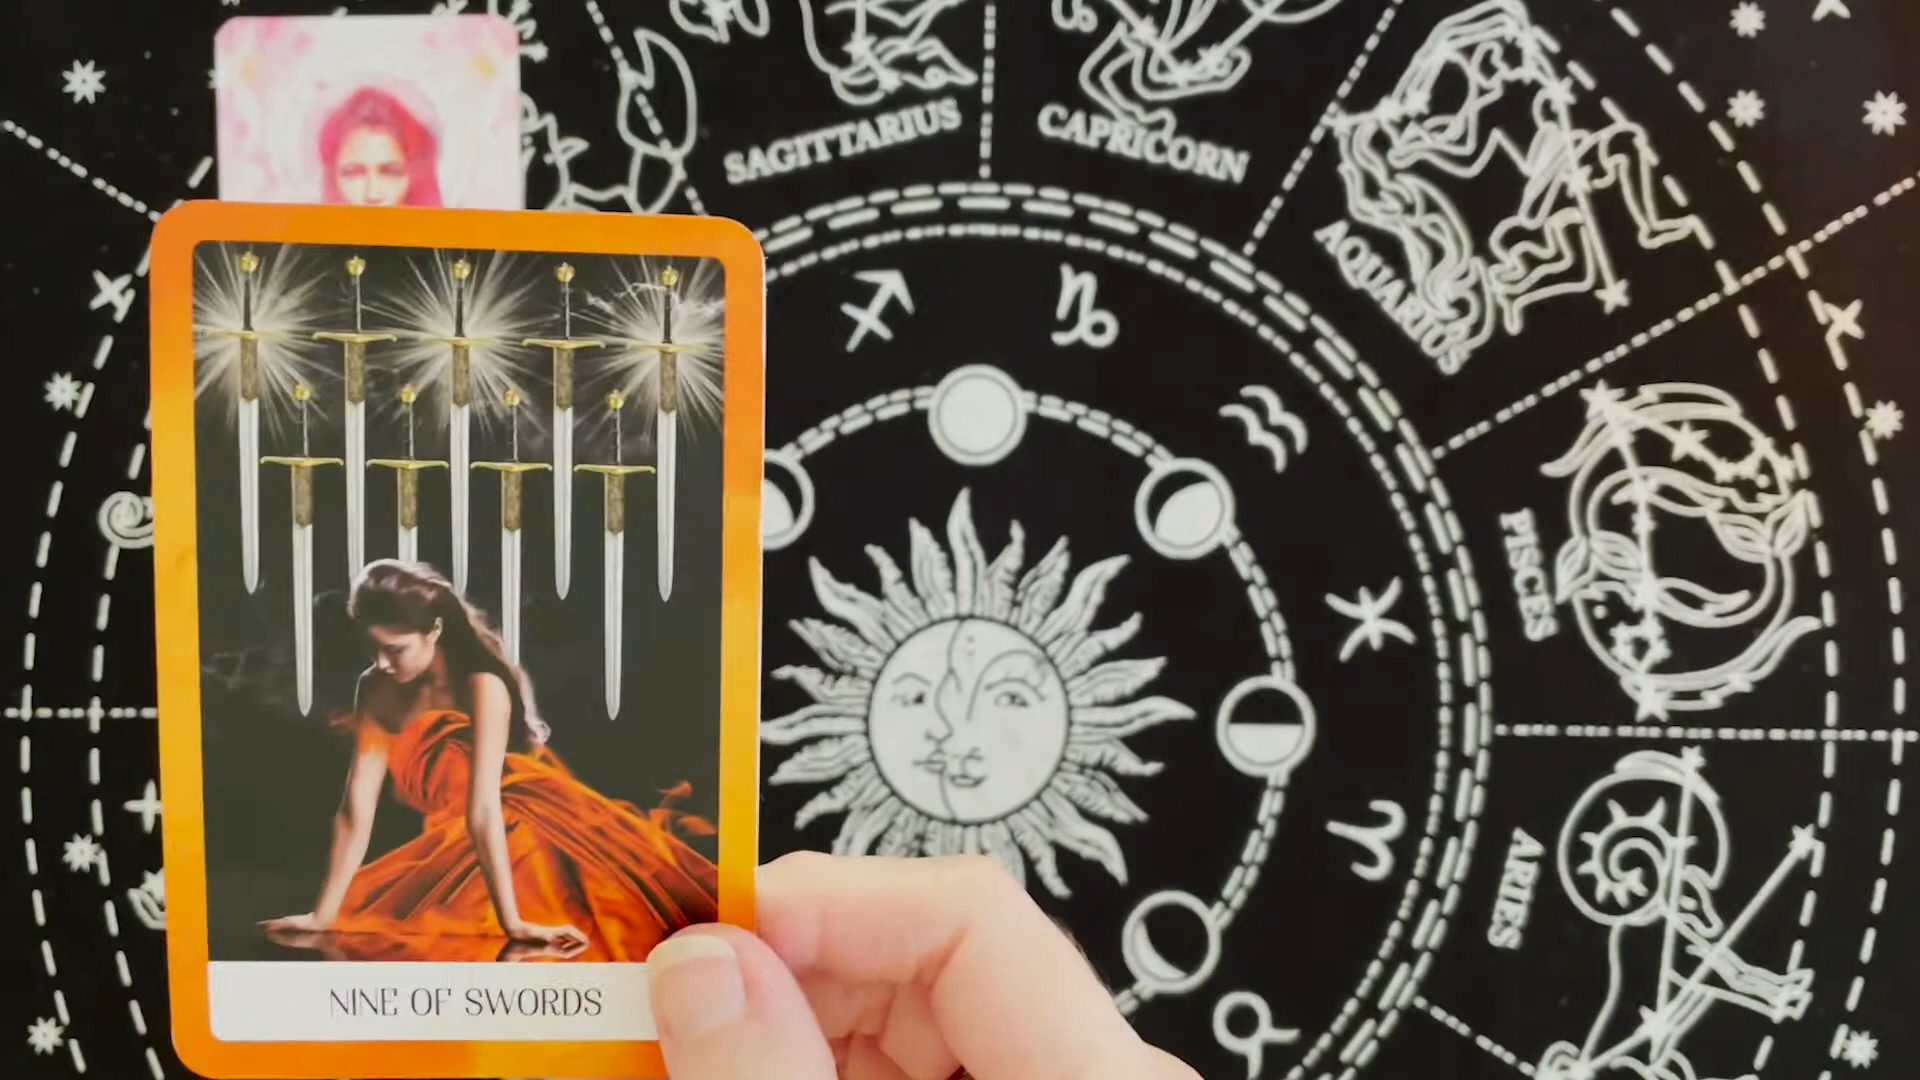 SAGITTARIUS
CAPRICORN
AQUARIUS
PISCES
ARIES
NINE OF SWORDS